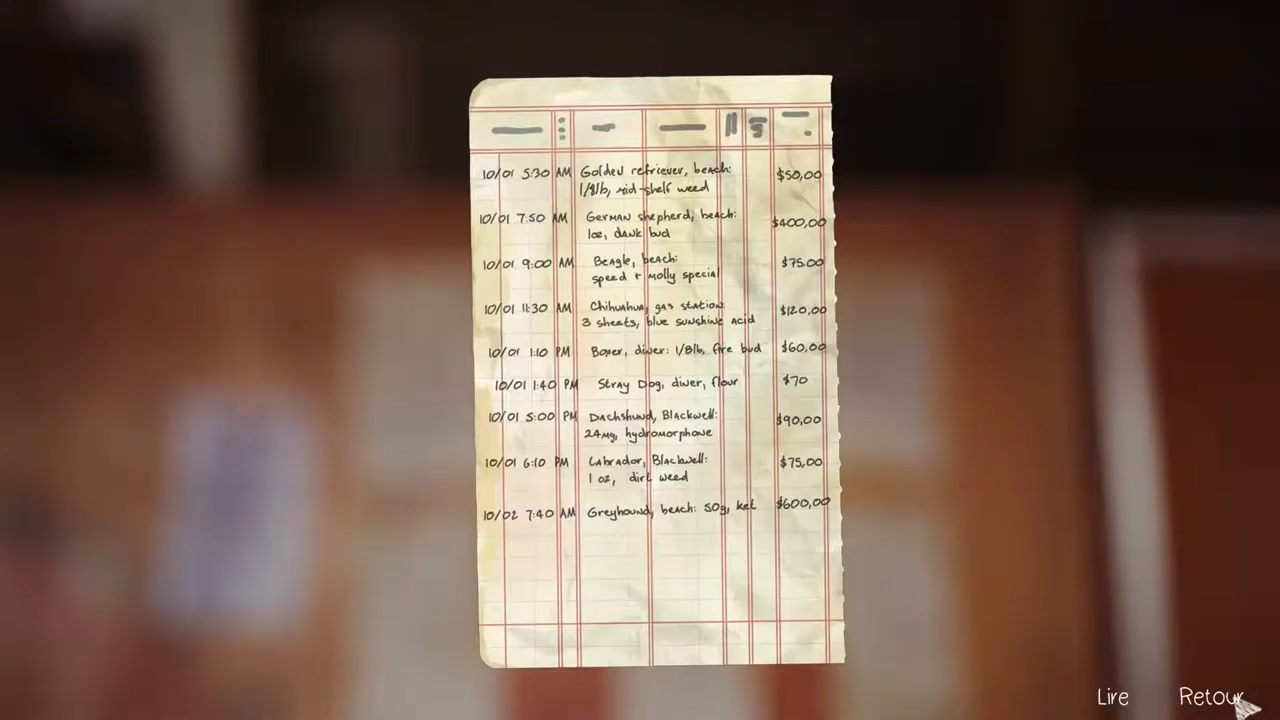 10/01 5:30 AM Golden retriever, beach: $50,00
1/8lb, mid-shelf weed
10/01 7:50 AM German shepherd, beach: $400,00
1oz, dank bud
10/01 9:00 AM Beagle, beach: $75.00
speed + molly special
10/01 11:30 AM Chihuahua, gas station: $120,00
3 sheets, blue sunshine acid
10/01 1:10 PM Boxer, diner: 1/8lb, fire bud $60,00
10/01 1:40 PM Stray Dog, diner, flour $70
10/01 5:00 PM Dachshund, Blackwell: $90,00
24mg, hydromorphone
10/01 6:10 PM Labrador, Blackwell: $75,00
1 oz, dirt weed
10/02 7:40 AM Greyhound, beach: 50g, ket $600,00
Lire Retour